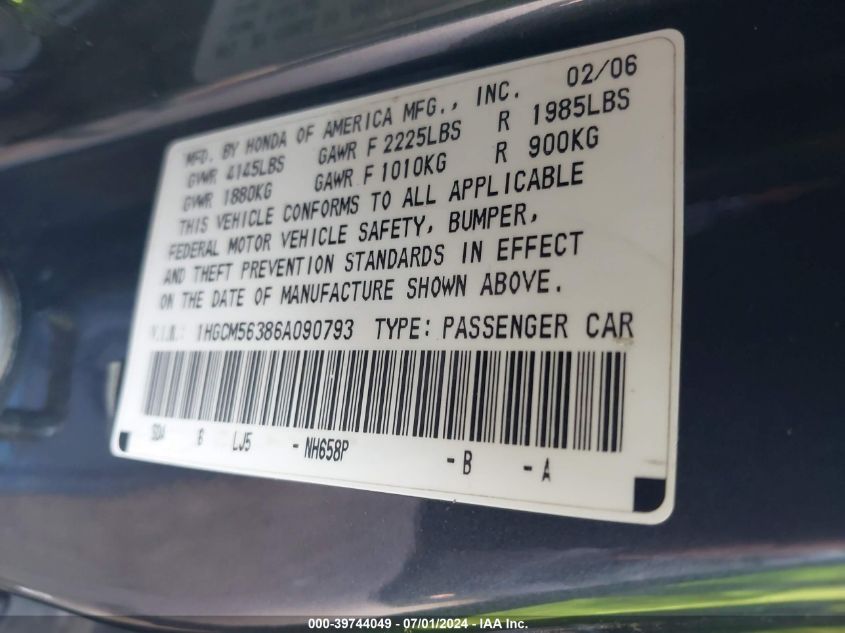 MFD. BY HONDA OF AMERICA MFG., INC. 02/06
GVWR 4145LBS GAWR F 2225LBS R 1985LBS
GVWR 1880KG GAWR F 1010KG R 900KG
THIS VEHICLE CONFORMS TO ALL APPLICABLE
FEDERAL MOTOR VEHICLE SAFETY, BUMPER,
AND THEFT PREVENTION STANDARDS IN EFFECT
ON THE DATE OF MANUFACTURE SHOWN ABOVE.
V.I.N.: 1HGCM56386A090793 TYPE: PASSENGER CAR
SDA 6 LJ5 - NH658P - B - A
000-39744049 - 07/01/2024 - IAA Inc.